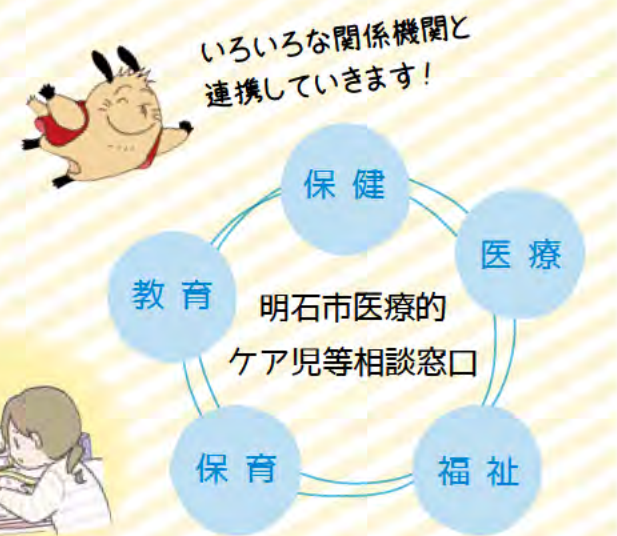 いろいろな関係機関と
連携していきます!
保健
医療
教育
明石市医療的
ケア児等相談窓口
保育
福祉